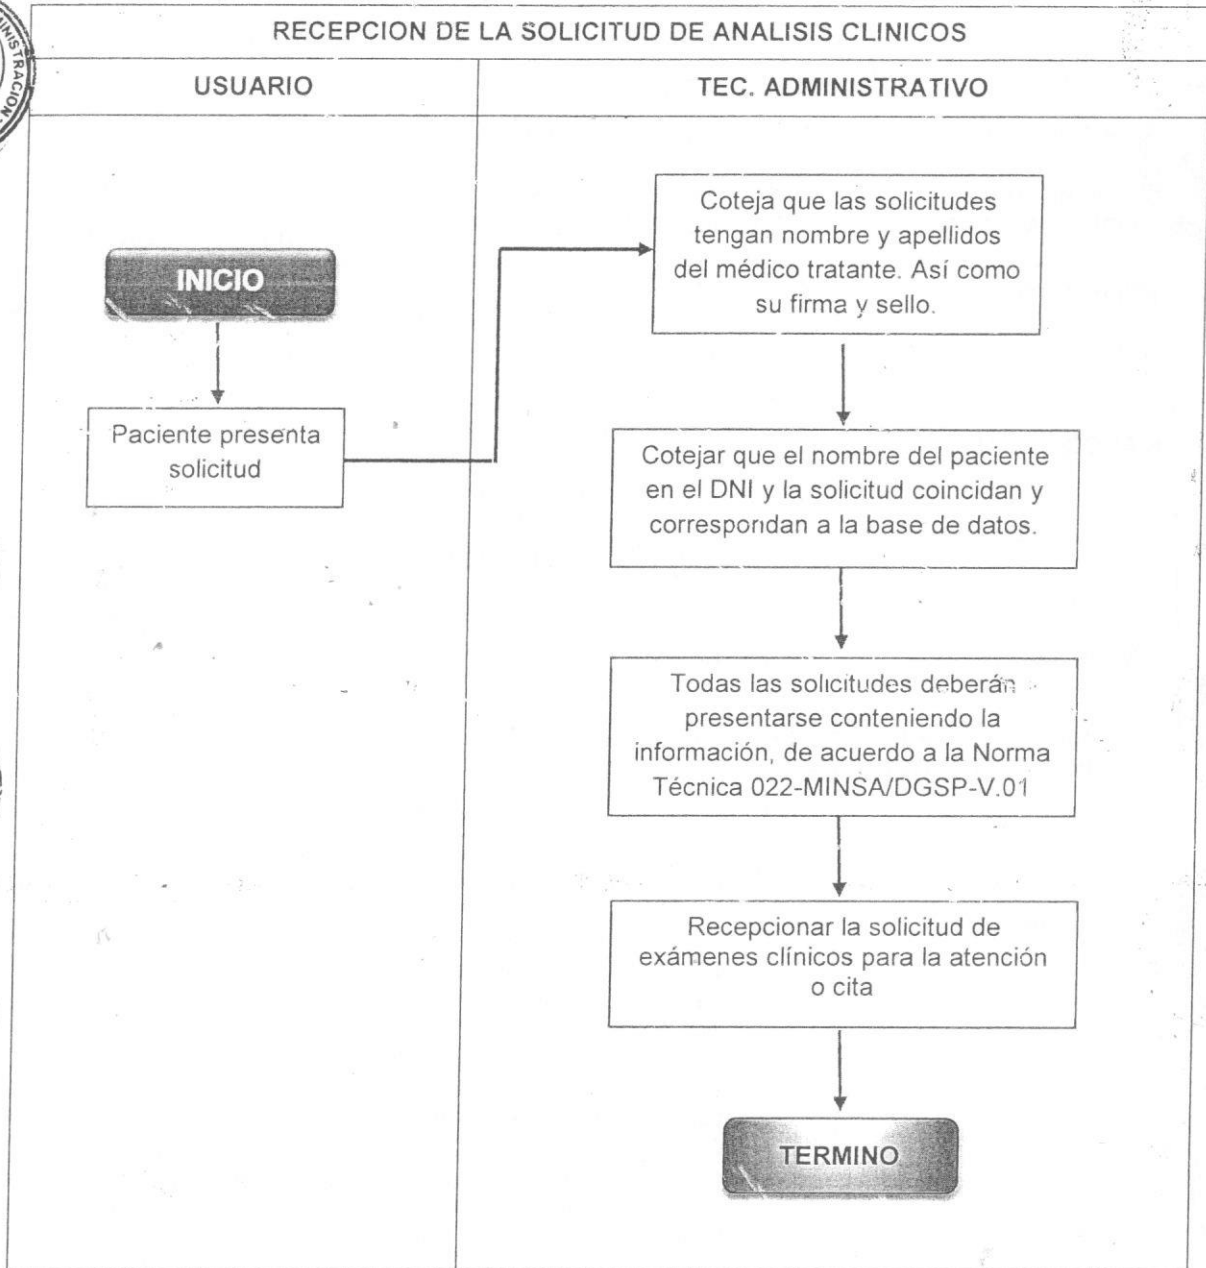 RECEPCION DE LA SOLICITUD DE ANALISIS CLINICOS
USUARIO
TEC. ADMINISTRATIVO
INICIO
Paciente presenta
solicitud
Coteja que las solicitudes
tengan nombre y apellidos
del médico tratante. Así como
su firma y sello.
Cotejar que el nombre del paciente
en el DNI y la solicitud coincidan y
correspondan a la base de datos.
Todas las solicitudes deberán
presentarse conteniendo la
información, de acuerdo a la Norma
Técnica 022-MINSA/DGSP-V.01
Recepcionar la solicitud de
exámenes clínicos para la atención
o cita
TERMINO